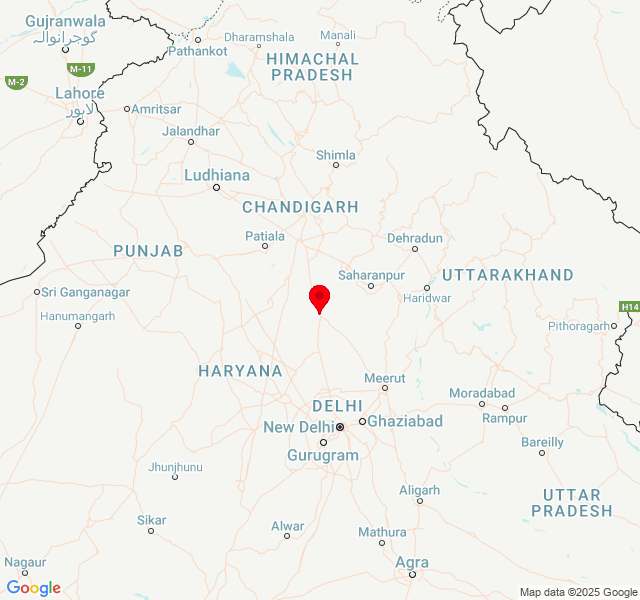 Gujranwala
گوجرانوالہ
Pathankot
Dharamshala
Manali
HIMACHAL
PRADESH
M-2
M-11
Lahore
لاہور
Amritsar
Jalandhar
Shimla
Ludhiana
CHANDIGARH
Patiala
PUNJAB
Dehradun
Saharanpur
UTTARAKHAND
Sri Ganganagar
Haridwar
H14
Hanumangarh
Pithoragarh
HARYANA
Meerut
Moradabad
DELHI
Rampur
New Delhi
Ghaziabad
Gurugram
Bareilly
Jhunjhunu
Aligarh
UTTAR
PRADESH
Sikar
Alwar
Mathura
Nagaur
Agra
Google
Map data ©2025 Google